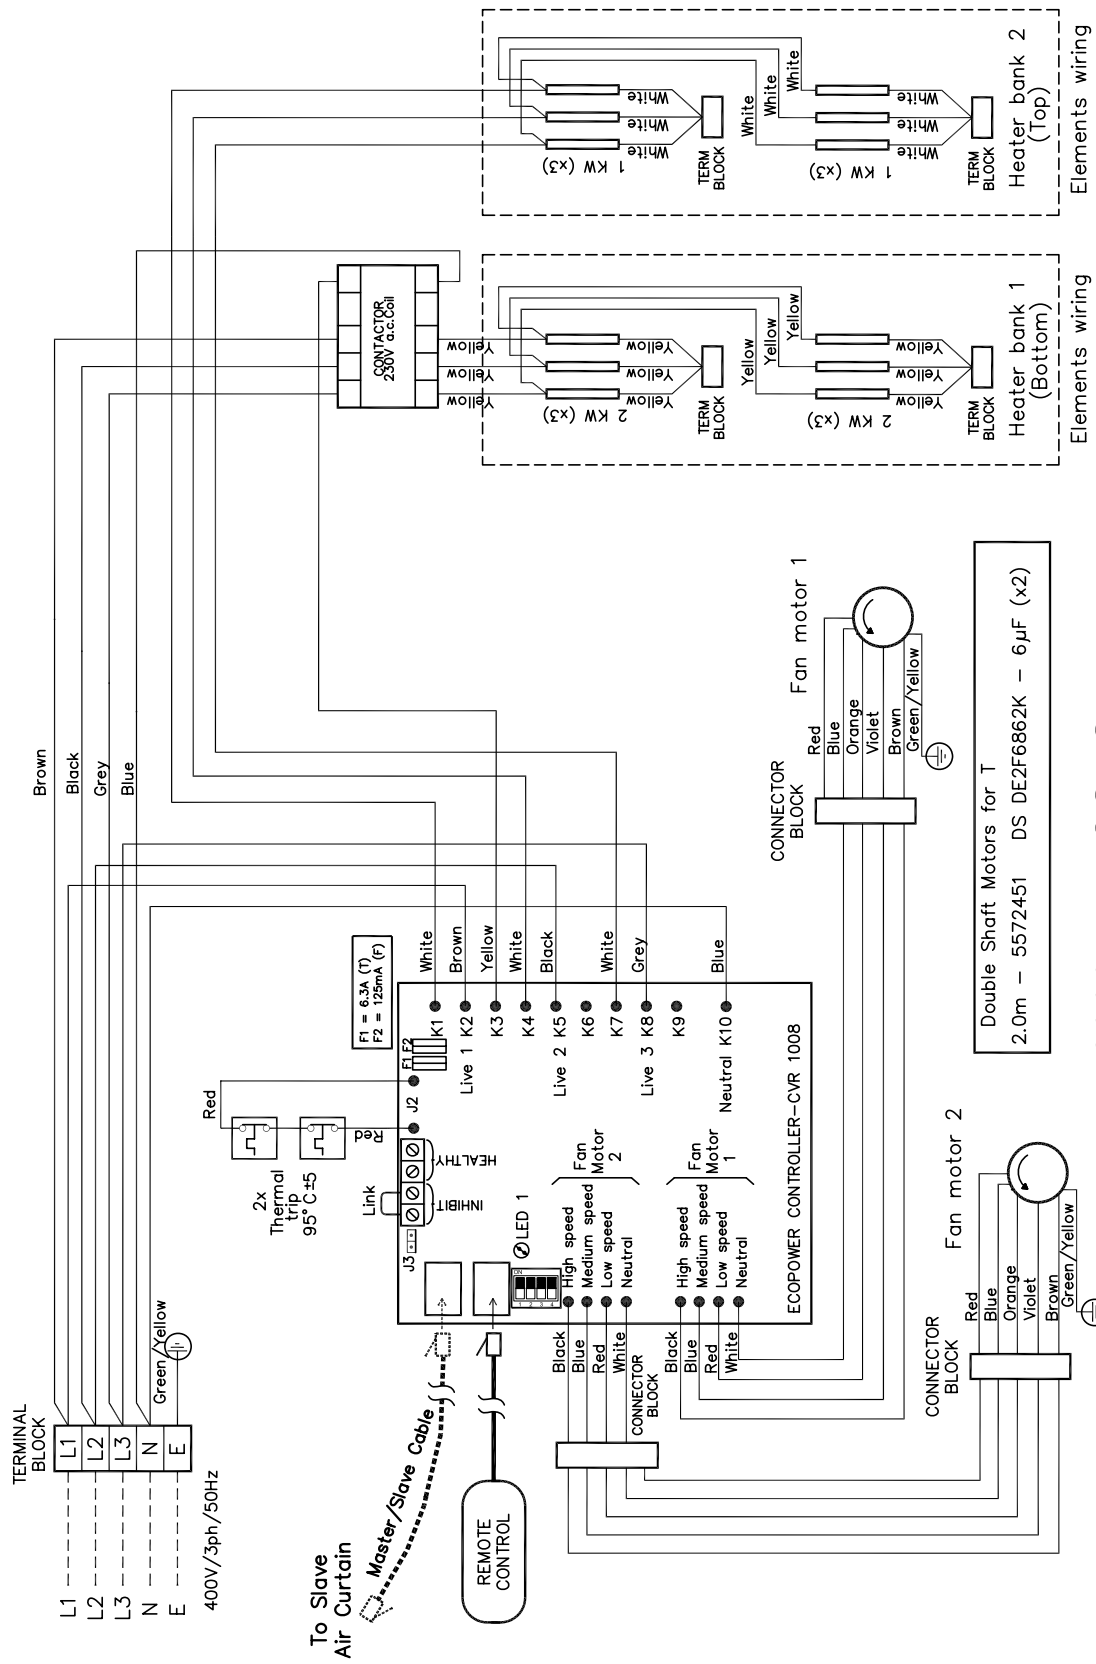 TERMINAL
BLOCK
L1
L2
L3
N
E
L1
L2
L3
N
E
400V/3ph/50Hz
Green/Yellow
Brown
Black
Grey
Blue
To Slave
Air Curtain
Master/Slave Cable
REMOTE
CONTROL
2x
Thermal
trip
95°C±5
Red
Red
Link
J3
INHIBIT
HEALTHY
J2
F1
F2
F1 = 6.3A (T)
F2 = 125mA (F)
LED 1
ON
1 2 3 4
White
Brown
Yellow
White
Black
White
Grey
Blue
K1
Live 1 K2
K3
K4
Live 2 K5
K6
K7
Live 3 K8
K9
Neutral K10
High speed
Medium speed
Low speed
Neutral
Fan
Motor
2
High speed
Medium speed
Low speed
Neutral
Fan
Motor
1
ECOPOWER CONTROLLER-CVR 1008
Black
Blue
Red
White
CONNECTOR
BLOCK
Black
Blue
Red
White
CONNECTOR
BLOCK
Red
Blue
Orange
Violet
Brown
Green/Yellow
Fan motor 2
CONNECTOR
BLOCK
Red
Blue
Orange
Violet
Brown
Green/Yellow
Fan motor 1
Double Shaft Motors for T
2.0m – 5572451 DS DE2F6862K – 6µF (x2)
CONTACTOR
230V a.c.Coil
Yellow
Yellow
Yellow
2 KW (x3)
Yellow
Yellow
Yellow
TERM
BLOCK
Yellow
Yellow
Yellow
2 KW (x3)
Yellow
Yellow
Yellow
TERM
BLOCK
Heater bank 1
(Bottom)
Elements wiring
1 KW (x3)
White
White
White
TERM
BLOCK
White
White
White
1 KW (x3)
White
White
White
TERM
BLOCK
Heater bank 2
(Top)
Elements wiring